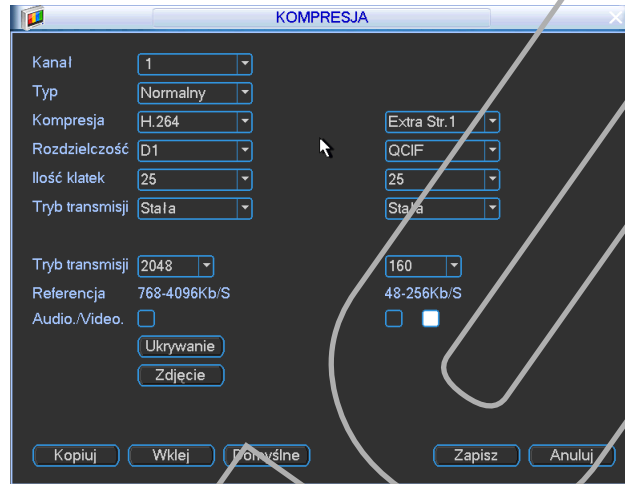 KOMPRESJA
Kanał 1
Typ Normalny
Kompresja H.264 Extra Str.1
Rozdzielczość D1 QCIF
Ilość klatek 25 25
Tryb transmisji Stała Stała
Tryb transmisji 2048 160
Referencja 768-4096Kb/S 48-256Kb/S
Audio./Video.
Ukrywanie
Zdjęcie
Kopiuj Wklej Domyślne Zapisz Anuluj